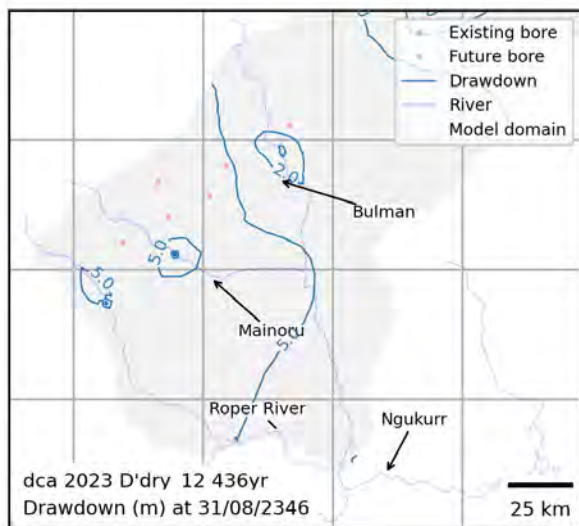 Existing bore
Future bore
Drawdown
River
Model domain
2.0
Bulman
5.0
5.0
Mainoru
5.0
Roper River
Ngukurr
dca 2023 D'dry 12 436yr
Drawdown (m) at 31/08/2346
25 km